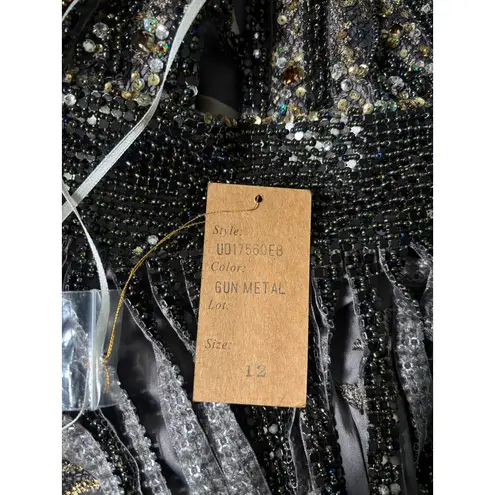 Style:
UD17560EB
Color:
GUN METAL
Lot:
Size:
12